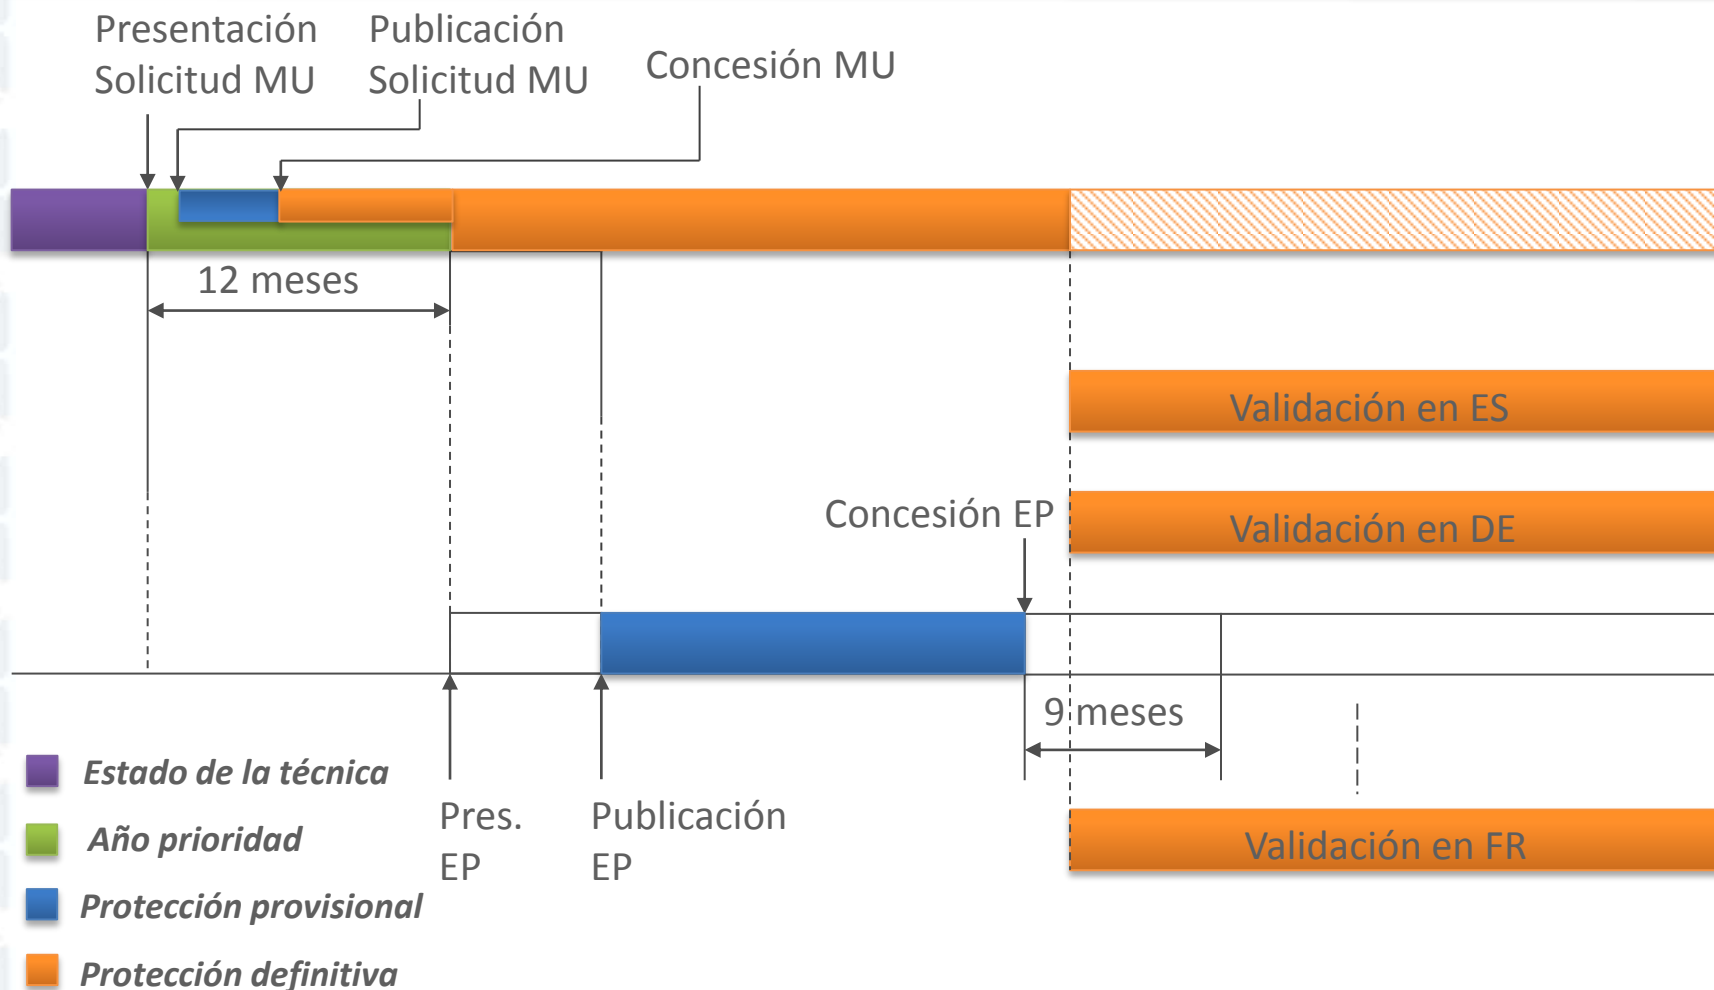 Presentación
Solicitud MU
Publicación
Solicitud MU
Concesión MU
12 meses
Validación en ES
Concesión EP
Validación en DE
9 meses
Pres.
EP
Publicación
EP
Validación en FR
Estado de la técnica
Año prioridad
Protección provisional
Protección definitiva